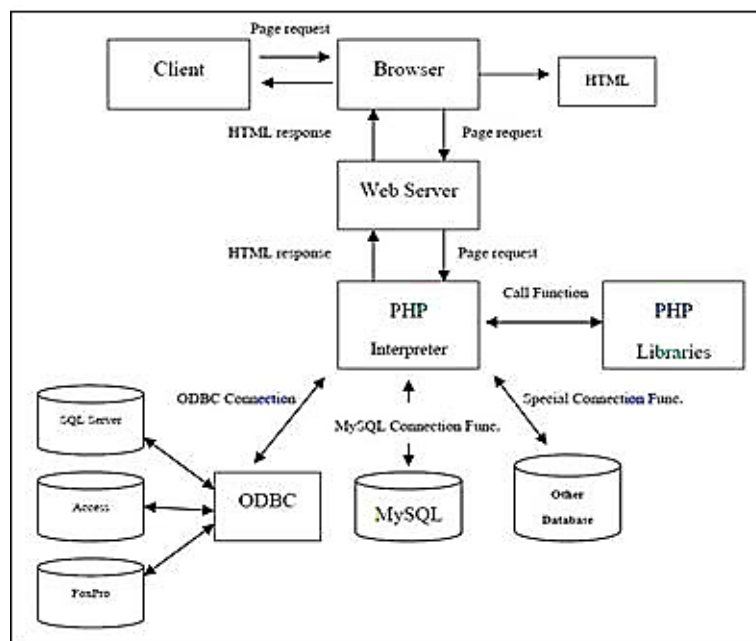 Page request
Client
Browser
HTML
HTML response
Page request
Web Server
HTML response
Page request
PHP
Interpreter
Call Function
PHP
Libraries
ODBC Connection
MySQL Connection Func.
Special Connection Func.
SQL Server
Access
FoxPro
ODBC
MySQL
Other
Database